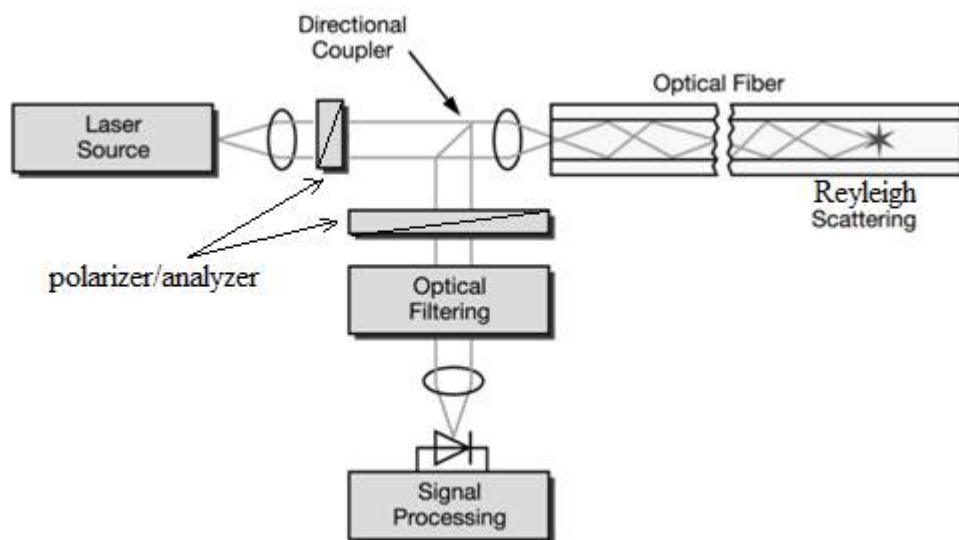 Directional
Coupler
Optical Fiber
Laser
Source
Reyleigh
Scattering
polarizer/analyzer
Optical
Filtering
Signal
Processing